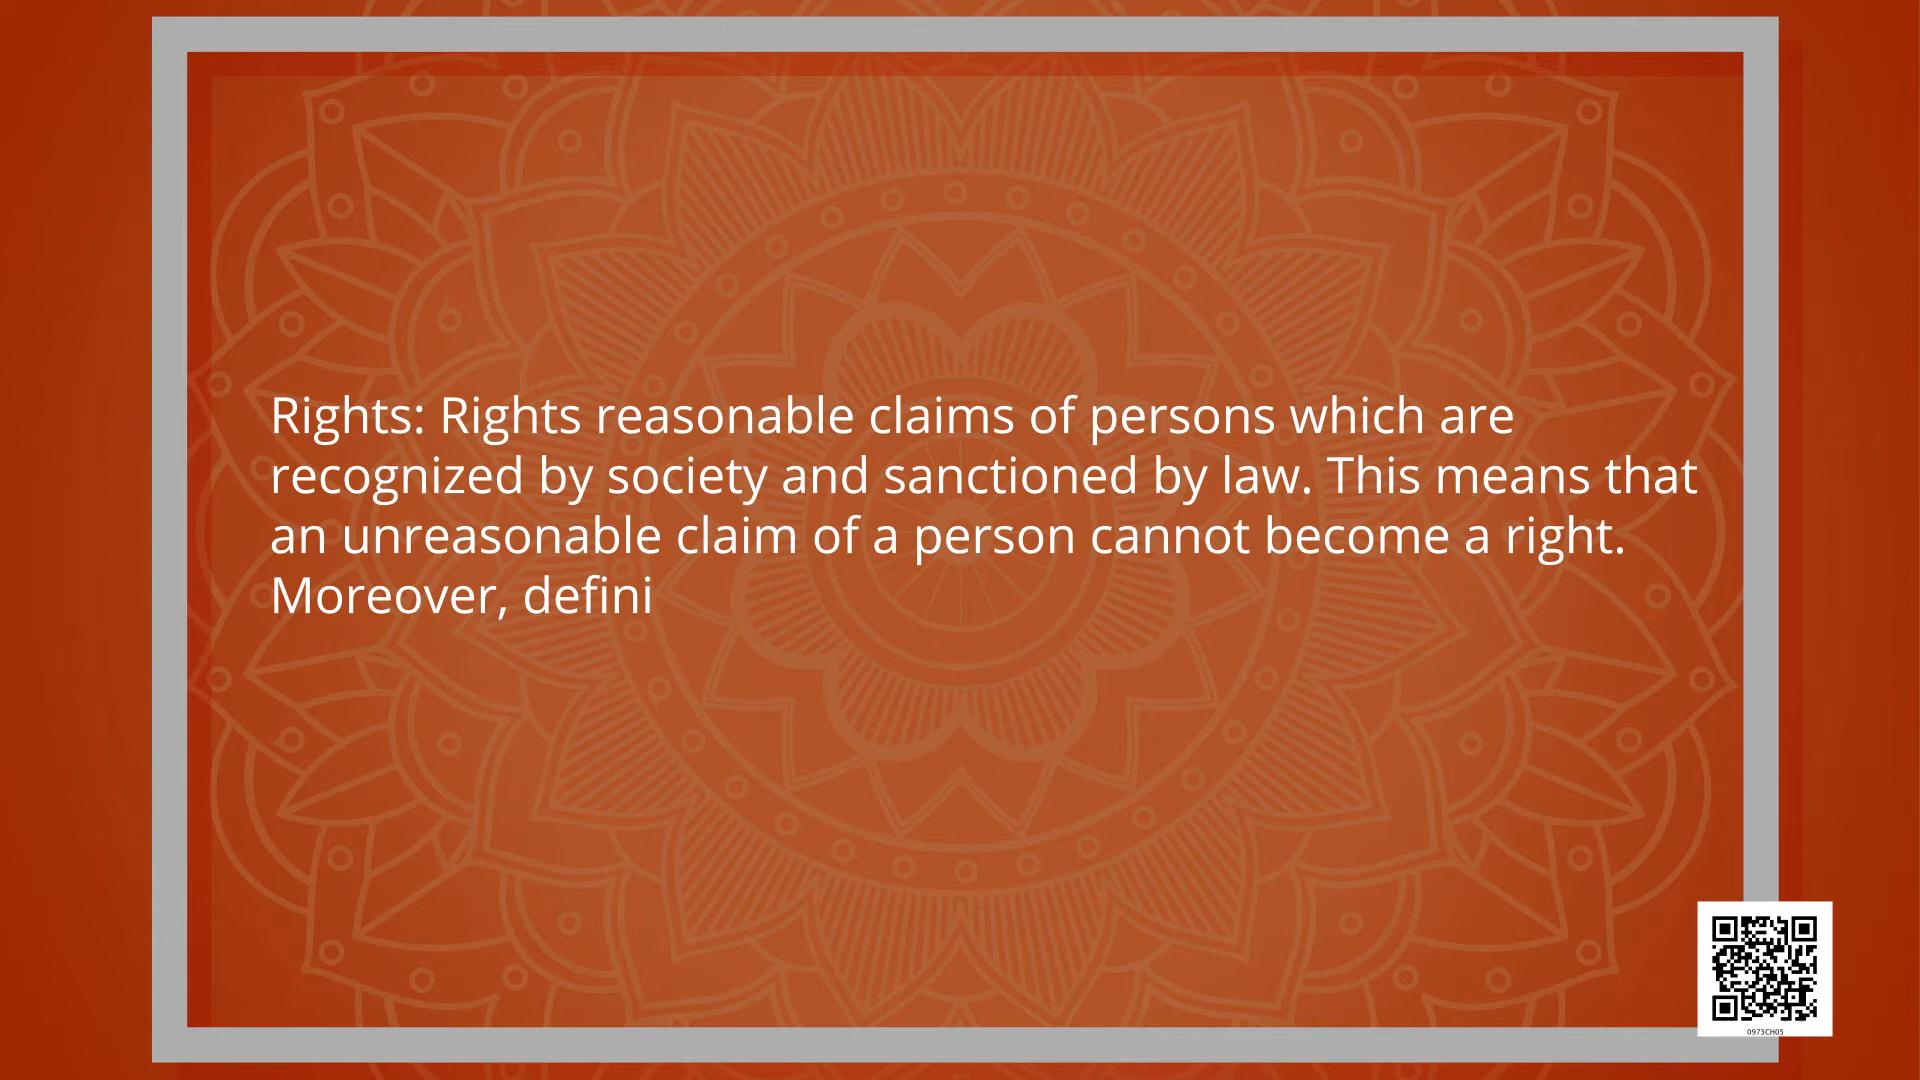 Rights: Rights reasonable claims of persons which are
recognized by society and sanctioned by law. This means that
an unreasonable claim of a person cannot become a right.
Moreover, defini
0973CH05